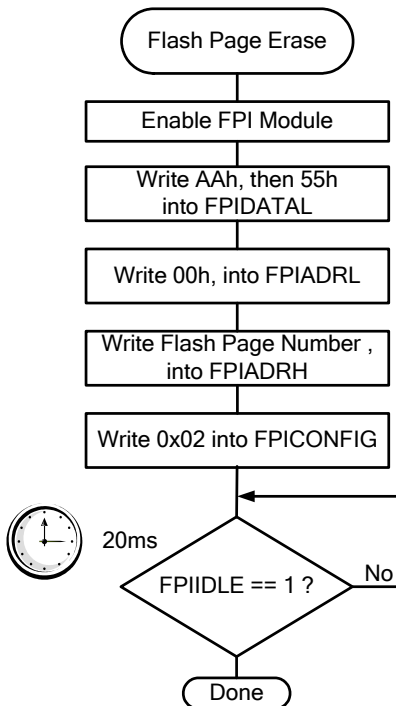 Flash Page Erase
Enable FPI Module
Write AAh, then 55h
into FPIDATAL
Write 00h, into FPIADRL
Write Flash Page Number ,
into FPIADRH
Write 0x02 into FPICONFIG
20ms
FPIIDLE == 1 ?
No
Done